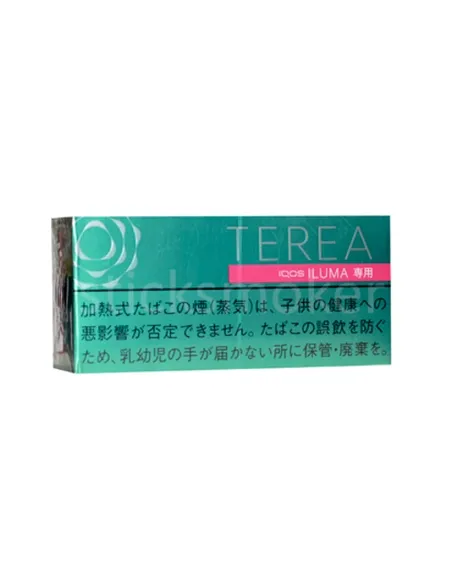 TEREA
IQOS ILUMA 専用
加熱式たばこの煙(蒸気)は、子供の健康への
悪影響が否定できません。たばこの誤飲を防ぐ
ため、乳幼児の手が届かない所に保管・廃棄を。
sticksmoker